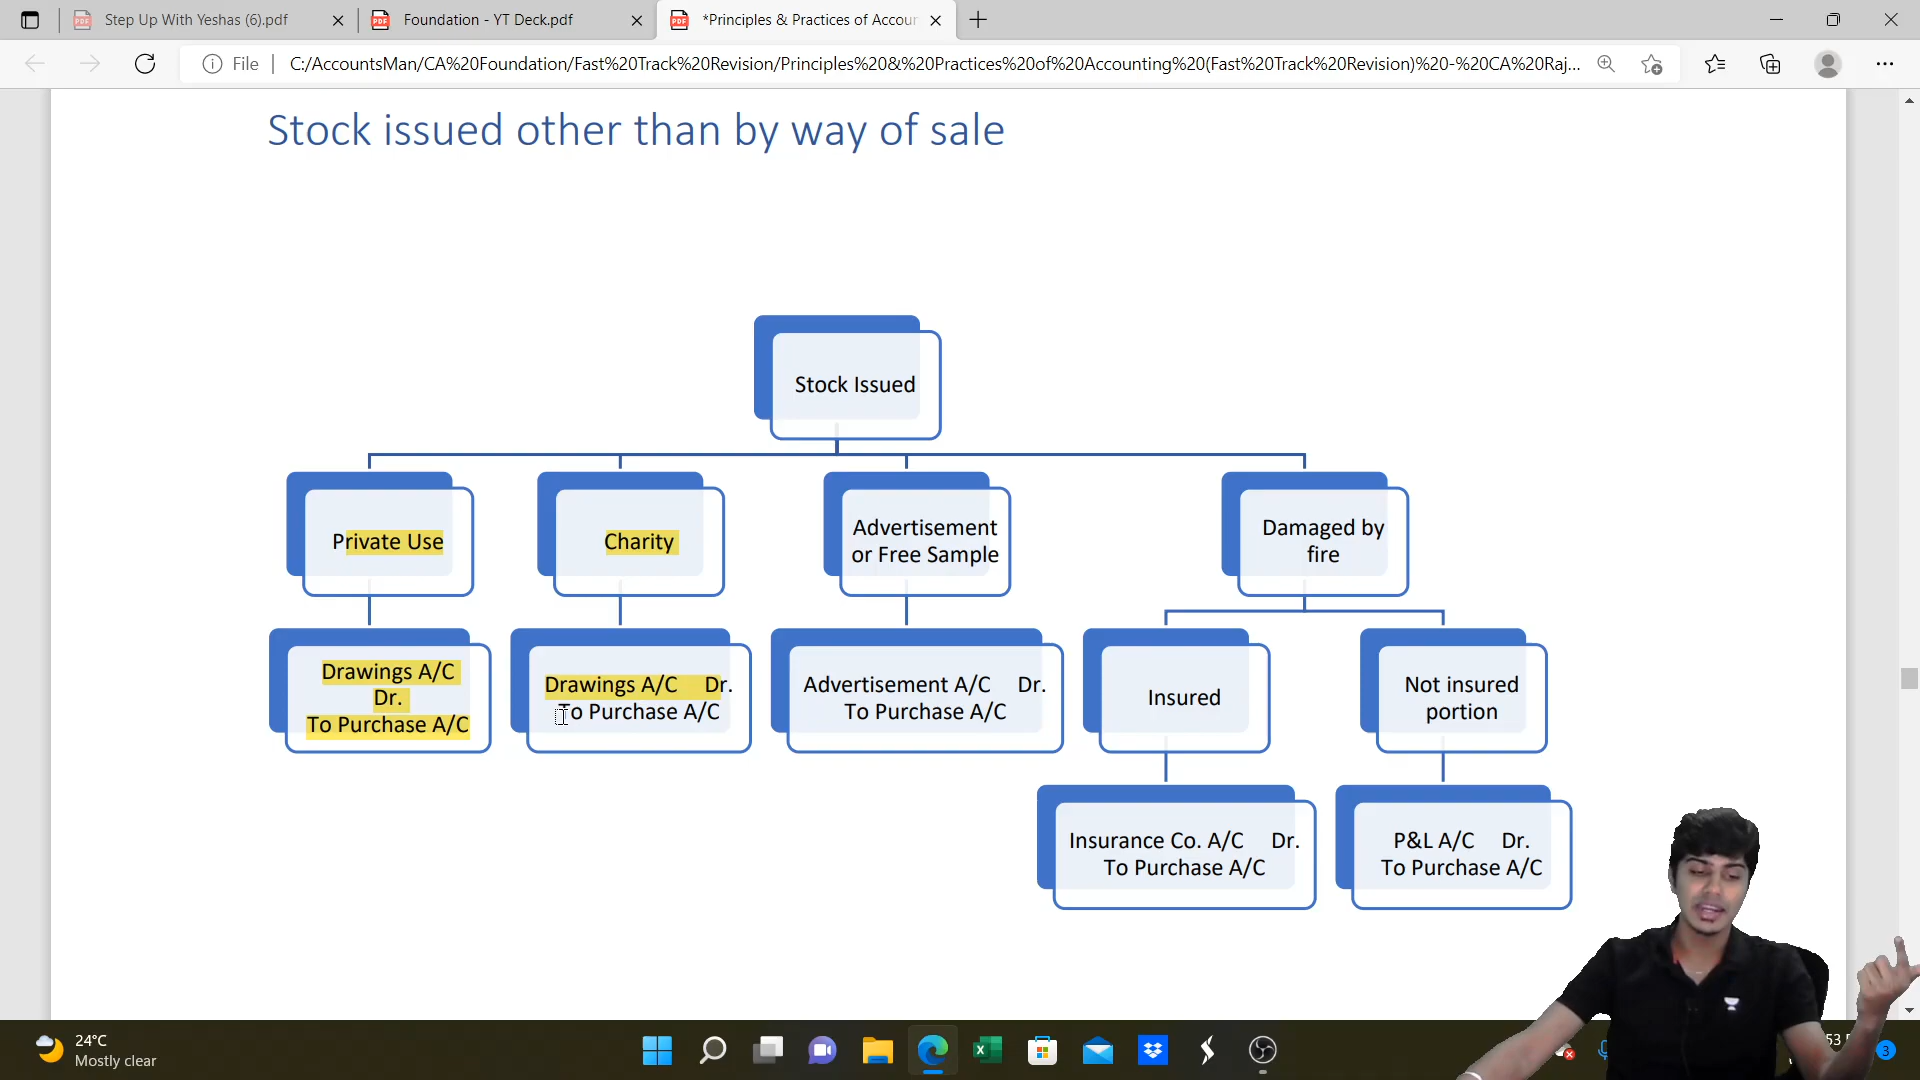 Step Up With Yeshas (6).pdf
Foundation - YT Deck.pdf
*Principles & Practices of Accour
File
C:/AccountsMan/CA%20Foundation/Fast%20Track%20Revision/Principles%20&%20Practices%20of%20Accounting%20(Fast%20Track%20Revision)%20-%20CA%20Raj...
Stock issued other than by way of sale
Stock Issued
Private Use
Charity
Advertisement
or Free Sample
Damaged by
fire
Drawings A/C
Dr.
To Purchase A/C
Drawings A/C Dr.
To Purchase A/C
Advertisement A/C Dr.
To Purchase A/C
Insured
Not insured
portion
Insurance Co. A/C Dr.
To Purchase A/C
P&L A/C Dr.
To Purchase A/C
24°C
Mostly clear
53
3